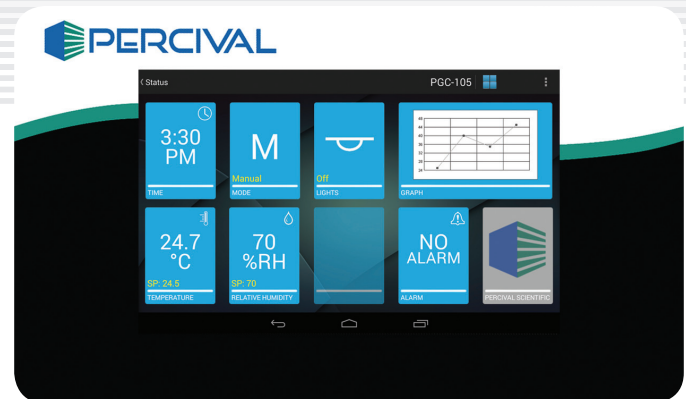 PERCIVAL
Status
PGC-105
3:30
PM
TIME
M
Manual
MODE
Off
LIGHTS
GRAPH
24.7
°C
SP: 24.5
TEMPERATURE
70
%RH
SP: 70
RELATIVE HUMIDITY
NO
ALARM
ALARM
PERCIVAL SCIENTIFIC